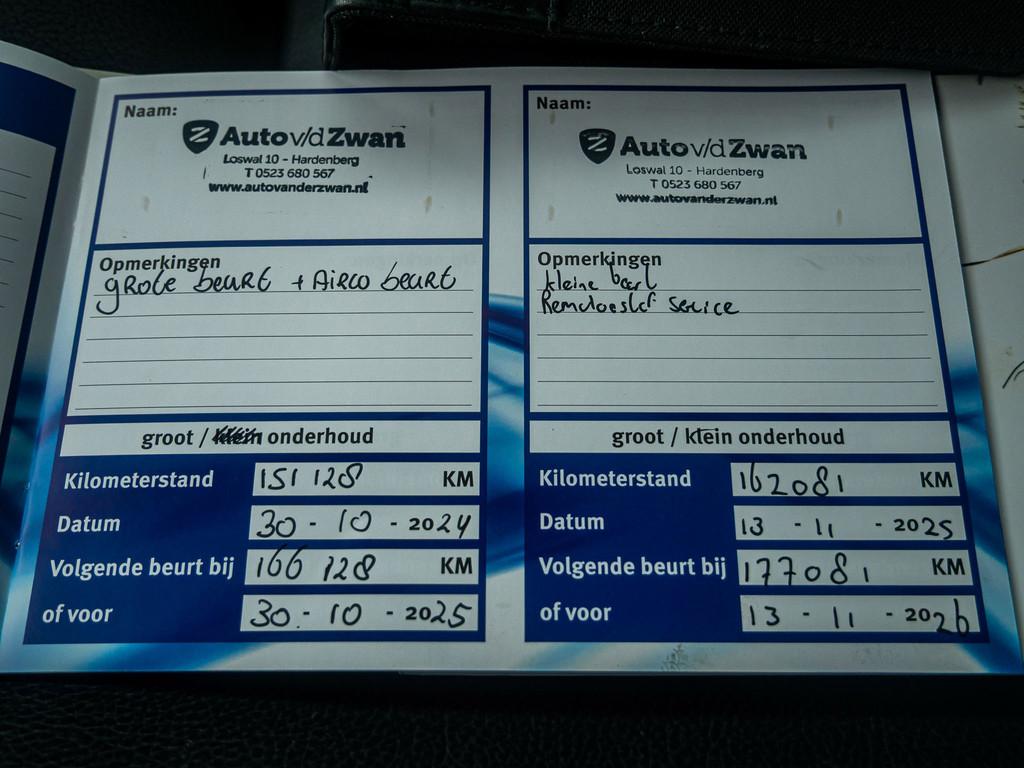 Naam:
Auto v/d Zwan
Loswal 10 - Hardenberg
T 0523 680 567
www.autovanderzwan.nl
Opmerkingen
gRote beurt + AiRco beurt
groot / klein onderhoud
Kilometerstand 151 128 KM
Datum 30 - 10 - 2024
Volgende beurt bij 166 128 KM
of voor 30 - 10 - 2025
Naam:
Auto v/d Zwan
Loswal 10 - Hardenberg
T 0523 680 567
www.autovanderzwan.nl
Opmerkingen
kleine
groot / klein onderhoud
Kilometerstand 162081 KM
Datum 13 - 11 - 2025
Volgende beurt bij 177081 KM
of voor 13 - 11 - 2026